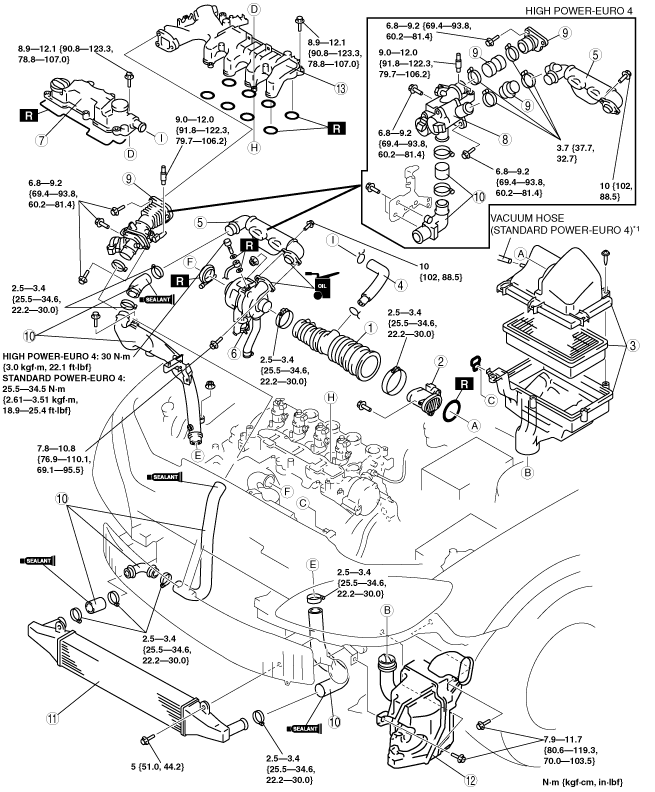 HIGH POWER-EURO 4
D
8.9—12.1 {90.8—123.3,
78.8—107.0}
8.9—12.1
{90.8—123.3,
78.8—107.0}
13
R
7
I
D
H
R
9.0—12.0
{91.8—122.3,
79.7—106.2}
6.8—9.2 {69.4—93.8,
60.2—81.4}
9
9
5
9.0—12.0
{91.8—122.3,
79.7—106.2}
9
8
6.8—9.2
{69.4—93.8,
60.2—81.4}
3.7 {37.7,
32.7}
6.8—9.2
{69.4—93.8,
60.2—81.4}
10 {102,
88.5}
10
9
6.8—9.2
{69.4—93.8,
60.2—81.4}
5
R
I
F
R
OIL
4
10
{102, 88.5}
VACUUM HOSE
(STANDARD POWER-EURO 4)*1
A
2.5—3.4
{25.5—34.6,
22.2—30.0}
SEALANT
10
6
1
2.5—3.4
{25.5—34.6,
22.2—30.0}
2.5—3.4
{25.5—34.6,
22.2—30.0}
2
R
3
C
A
B
HIGH POWER-EURO 4: 30 N·m
{3.0 kgf·m, 22.1 ft·lbf}
STANDARD POWER-EURO 4:
25.5—34.5 N·m
{2.61—3.51 kgf·m,
18.9—25.4 ft·lbf}
7.8—10.8
{76.9—110.1,
69.1—95.5}
E
H
F
C
SEALANT
10
SEALANT
E
2.5—3.4
{25.5—34.6,
22.2—30.0}
B
2.5—3.4
{25.5—34.6,
22.2—30.0}
11
10
SEALANT
5 {51.0, 44.2}
2.5—3.4
{25.5—34.6,
22.2—30.0}
12
7.9—11.7
{80.6—119.3,
70.0—103.5}
N·m {kgf·cm, in·lbf}